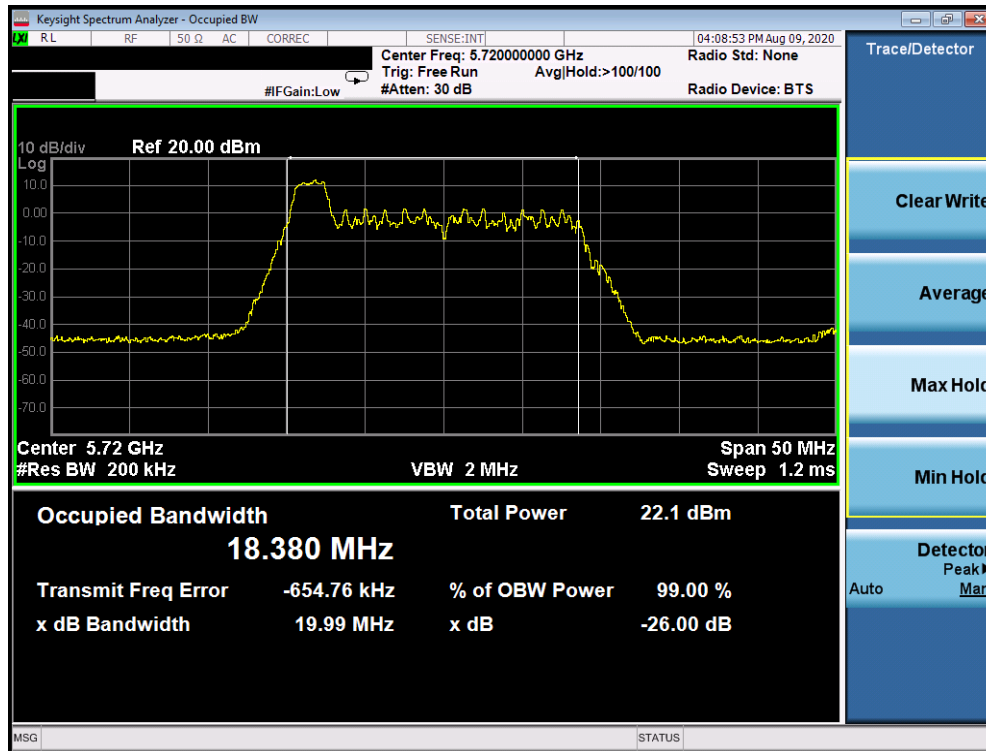 Keysight Spectrum Analyzer - Occupied BW
LXI RL RF 50 Ω AC CORREC SENSE:INT 04:08:53 PM Aug 09, 2020
Center Freq: 5.720000000 GHz Radio Std: None
Trig: Free Run Avg|Hold:>100/100
#IFGain:Low #Atten: 30 dB Radio Device: BTS
Trace/Detector
10 dB/div Ref 20.00 dBm
Log
10.0
0.00
-10.0
-20.0
-30.0
-40.0
-50.0
-60.0
-70.0
Center 5.72 GHz Span 50 MHz
#Res BW 200 kHz VBW 2 MHz Sweep 1.2 ms
Occupied Bandwidth Total Power 22.1 dBm
18.380 MHz
Transmit Freq Error -654.76 kHz % of OBW Power 99.00 %
x dB Bandwidth 19.99 MHz x dB -26.00 dB
Clear Write
Average
Max Hold
Min Hold
Detector
Peak
Auto Man
MSG STATUS